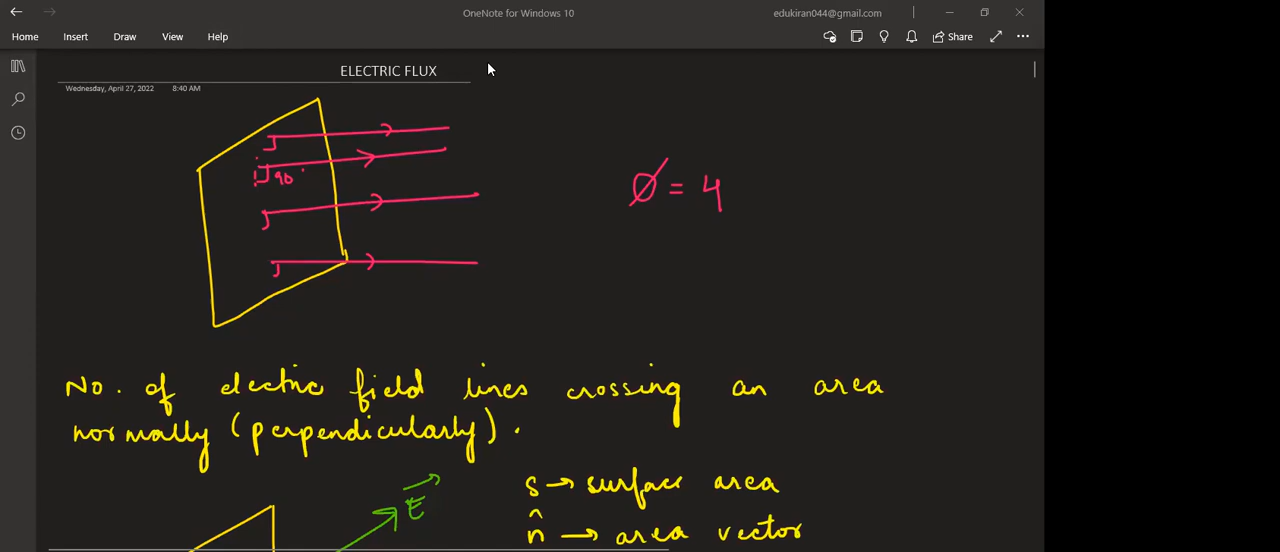 OneNote for Windows 10
edukiran044@gmail.com
Home Insert Draw View Help
Share
ELECTRIC FLUX
Wednesday, April 27, 2022 8:40 AM
90°
Ø = 4
No. of electric field lines crossing an area
normally (perpendicularly).
E⃗
s → surface area
n̂ → area vector